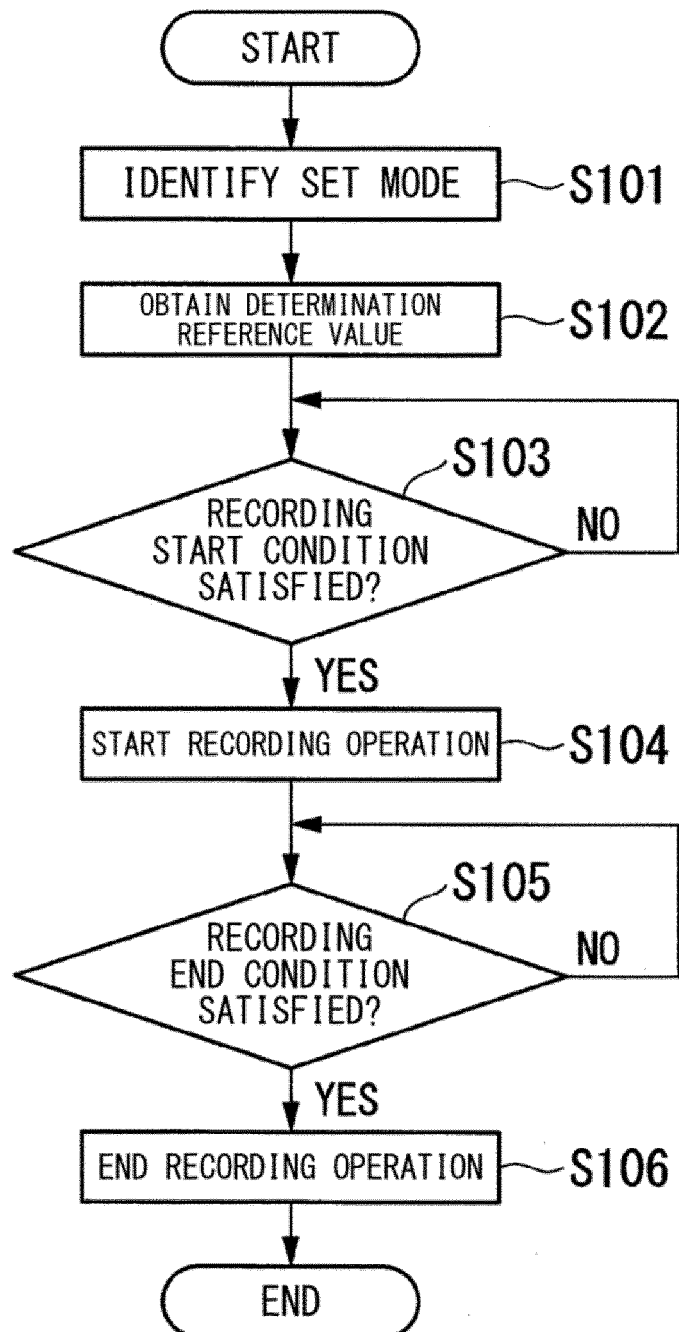 START
IDENTIFY SET MODE
S101
OBTAIN DETERMINATION
REFERENCE VALUE
S102
S103
RECORDING
START CONDITION
SATISFIED?
NO
YES
START RECORDING OPERATION
S104
S105
RECORDING
END CONDITION
SATISFIED?
NO
YES
END RECORDING OPERATION
S106
END